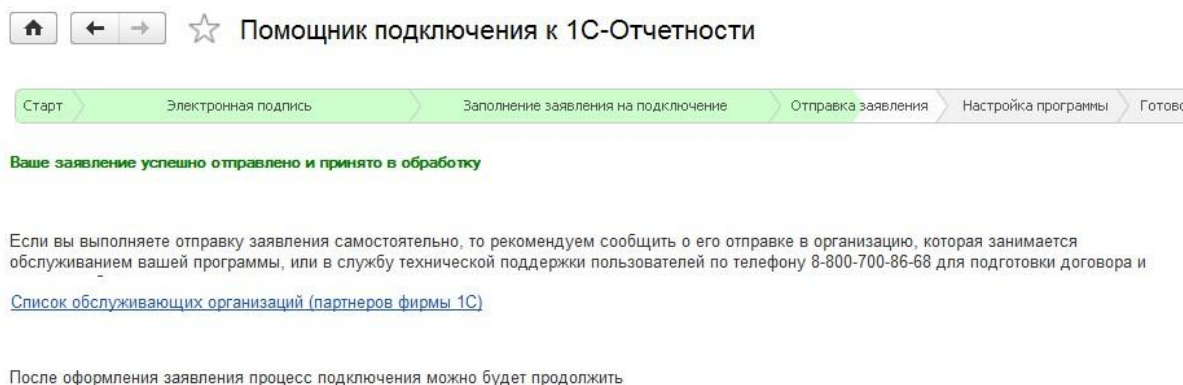 Помощник подключения к 1С-Отчетности
Старт Электронная подпись Заполнение заявления на подключение Отправка заявления Настройка программы Готово
Ваше заявление успешно отправлено и принято в обработку
Если вы выполняете отправку заявления самостоятельно, то рекомендуем сообщить о его отправке в организацию, которая занимается
обслуживанием вашей программы, или в службу технической поддержки пользователей по телефону 8-800-700-86-68 для подготовки договора и
Список обслуживающих организаций (партнеров фирмы 1С)
После оформления заявления процесс подключения можно будет продолжить